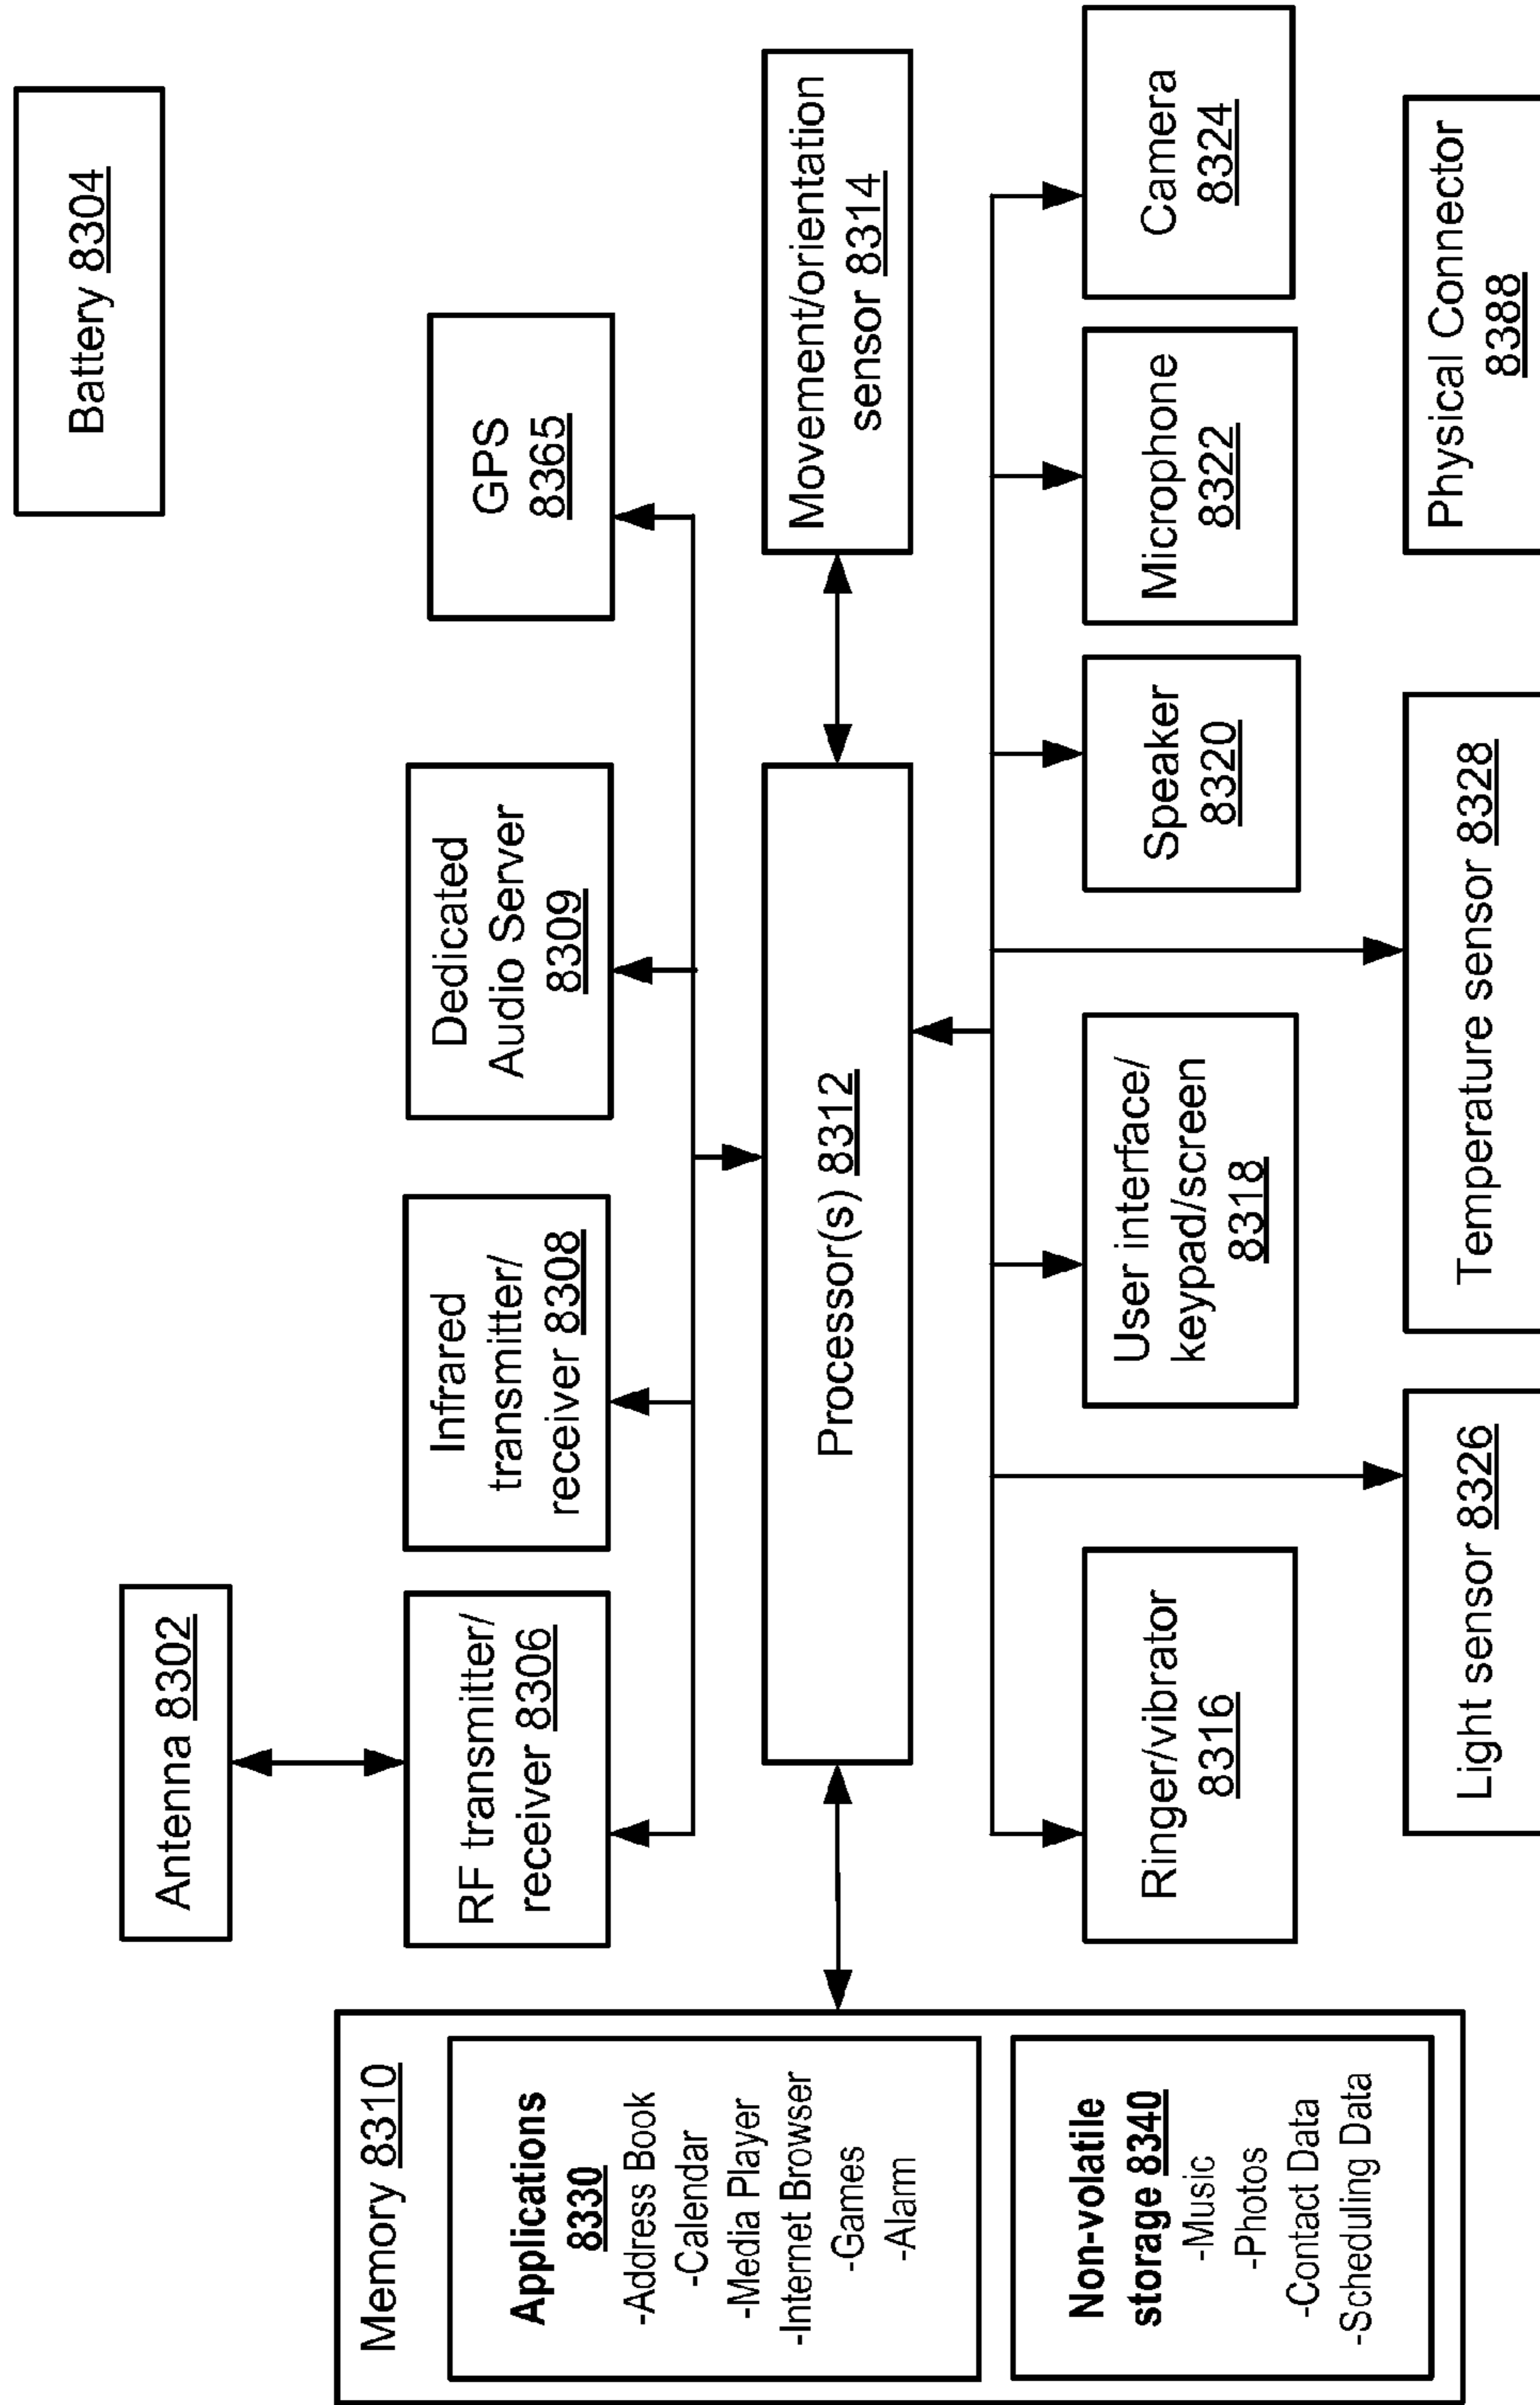 Antenna 8302
Battery 8304
RF transmitter/
receiver 8306
Infrared
transmitter/
receiver 8308
Dedicated
Audio Server
8309
GPS
8365
Memory 8310
Applications
8330
-Address Book
-Calendar
-Media Player
-Internet Browser
-Games
-Alarm
Non-volatile
storage 8340
-Music
-Photos
-Contact Data
-Scheduling Data
Processor(s) 8312
Movement/orientation
sensor 8314
Ringer/vibrator
8316
User interface/
keypad/screen
8318
Speaker
8320
Microphone
8322
Camera
8324
Light sensor 8326
Temperature sensor 8328
Physical Connector
8388